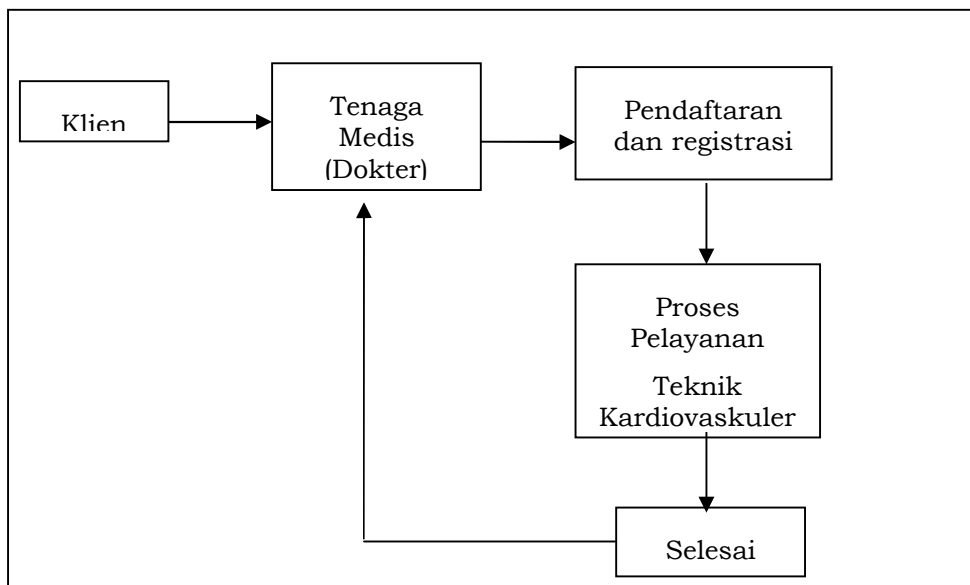 Klien
Tenaga
Medis
(Dokter)
Pendaftaran
dan registrasi
Proses
Pelayanan
Teknik
Kardiovaskuler
Selesai